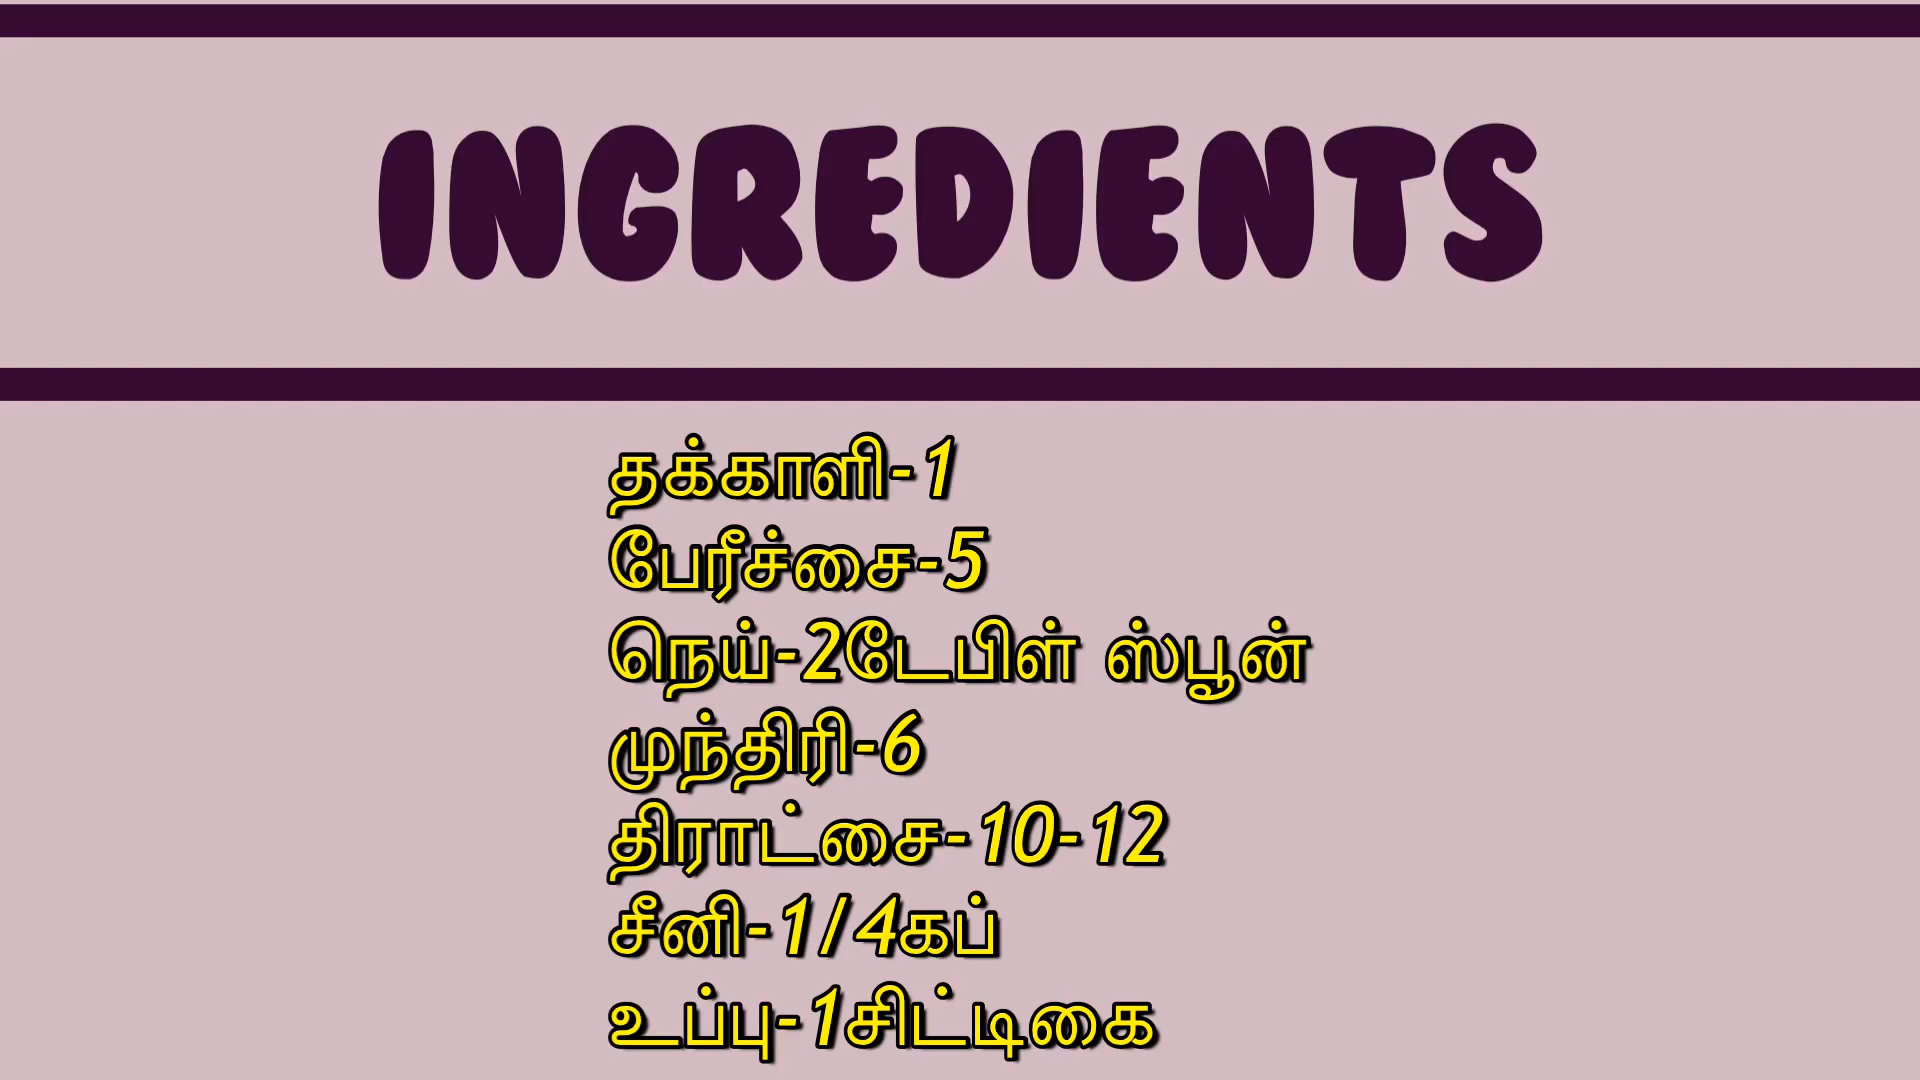 INGREDIENTS
தக்காளி-1
பேரீச்சை-5
நெய்-2டேபிள் ஸ்பூன்
முந்திரி-6
திராட்சை-10-12
சீனி-1/4கப்
உப்பு-1சிட்டிகை